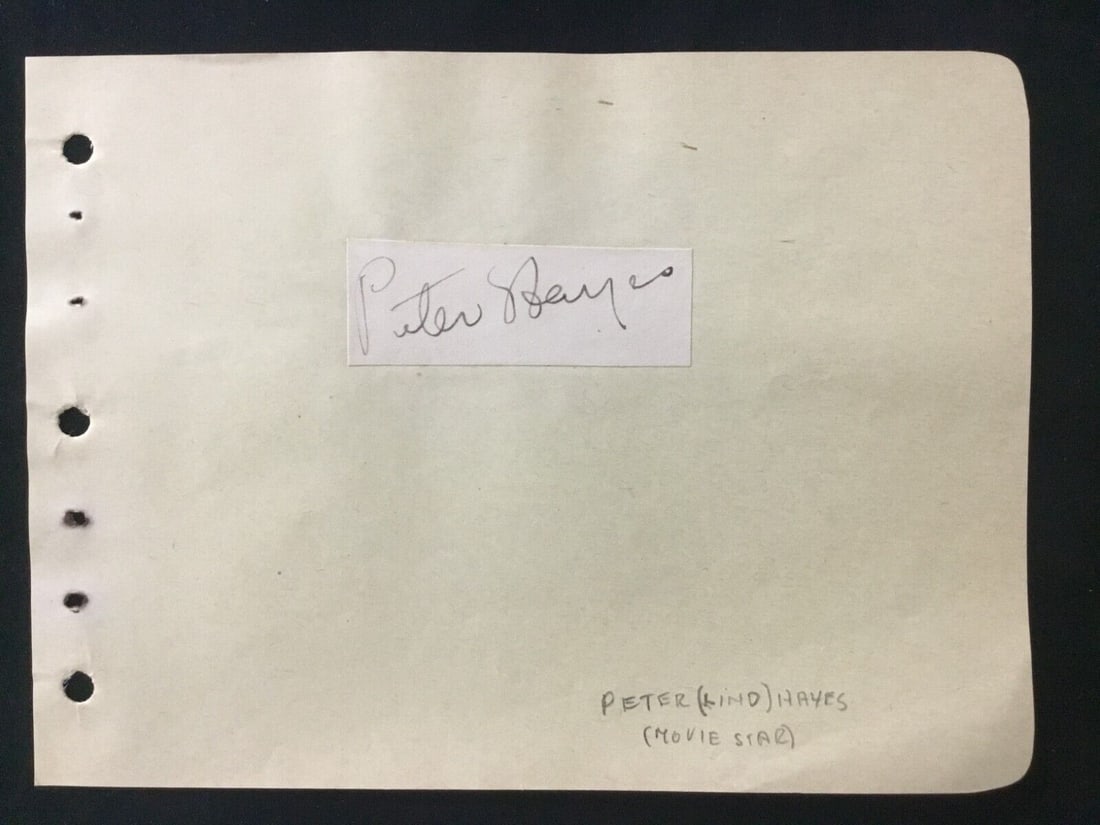 Peter Hayes
PETER (LIND) HAYES
(MOVIE STAR)